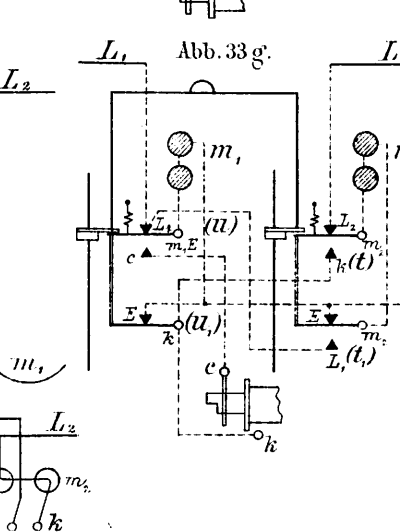 Abb. 33 g.
L₁
L
L₂
m₁
m
L₁
(u)
m₁E
c
L₂
m₂
k(t)
E
k
(u₁)
E
m₂
L₁(t₁)
m₁
c
k
L₂
m₂
k